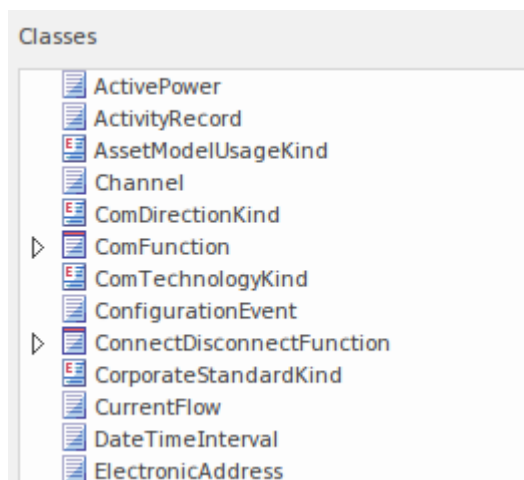 Classes
ActivePower
ActivityRecord
AssetModelUsageKind
Channel
ComDirectionKind
ComFunction
ComTechnologyKind
ConfigurationEvent
ConnectDisconnectFunction
CorporateStandardKind
CurrentFlow
DateTimeInterval
ElectronicAddress